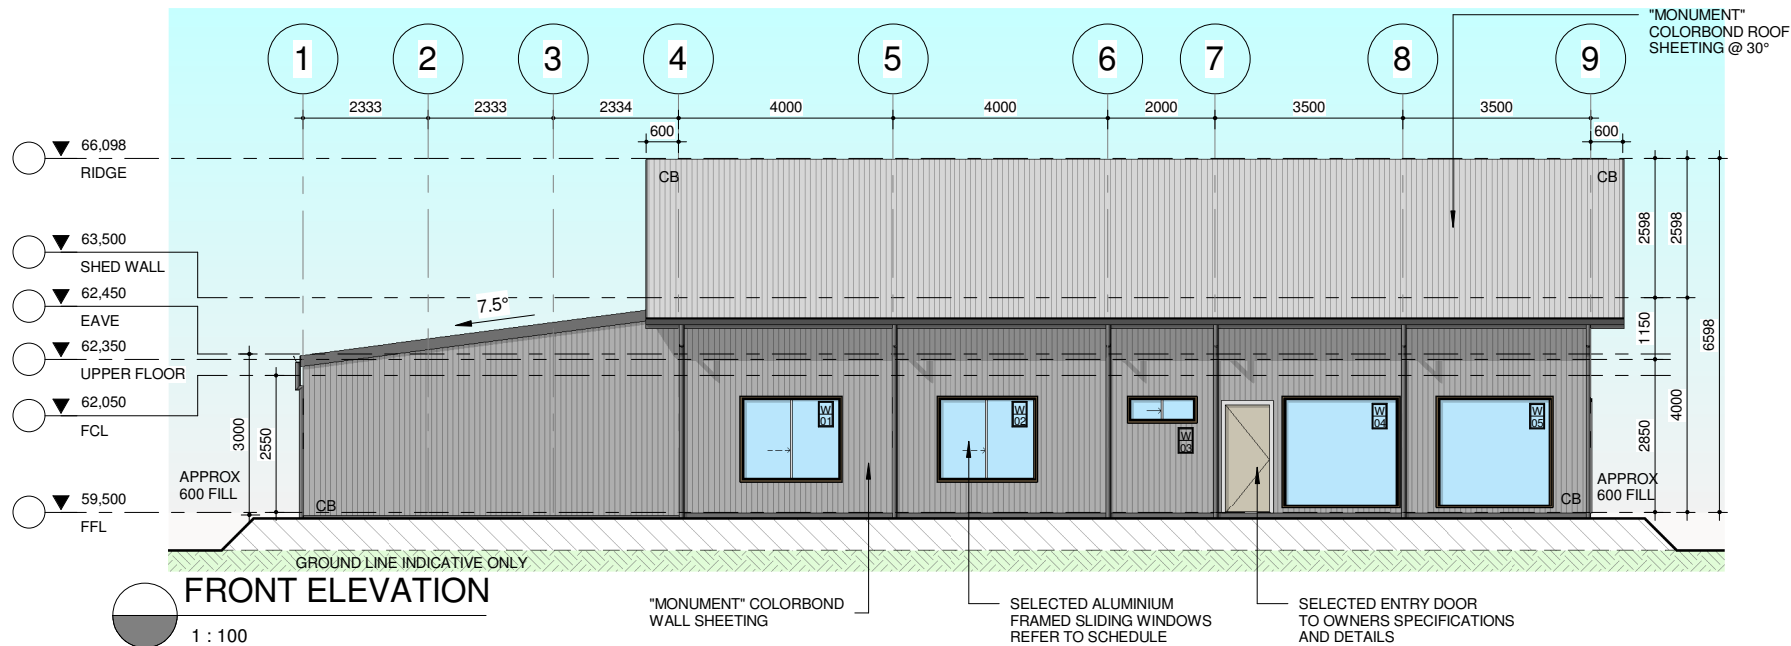 "MONUMENT"
COLORBOND ROOF
SHEETING @ 30°
1
2
3
4
5
6
7
8
9
2333
2333
2334
4000
4000
2000
3500
3500
600
600
66,098
RIDGE
CB
CB
63,500
SHED WALL
62,450
EAVE
62,350
UPPER FLOOR
62,050
FCL
59,500
FFL
7.5°
2598
2598
1150
6598
4000
2850
3000
2550
W
01
W
02
W
03
W
04
W
05
APPROX
600 FILL
APPROX
600 FILL
CB
CB
GROUND LINE INDICATIVE ONLY
FRONT ELEVATION
1 : 100
"MONUMENT" COLORBOND
WALL SHEETING
SELECTED ALUMINIUM
FRAMED SLIDING WINDOWS
REFER TO SCHEDULE
SELECTED ENTRY DOOR
TO OWNERS SPECIFICATIONS
AND DETAILS